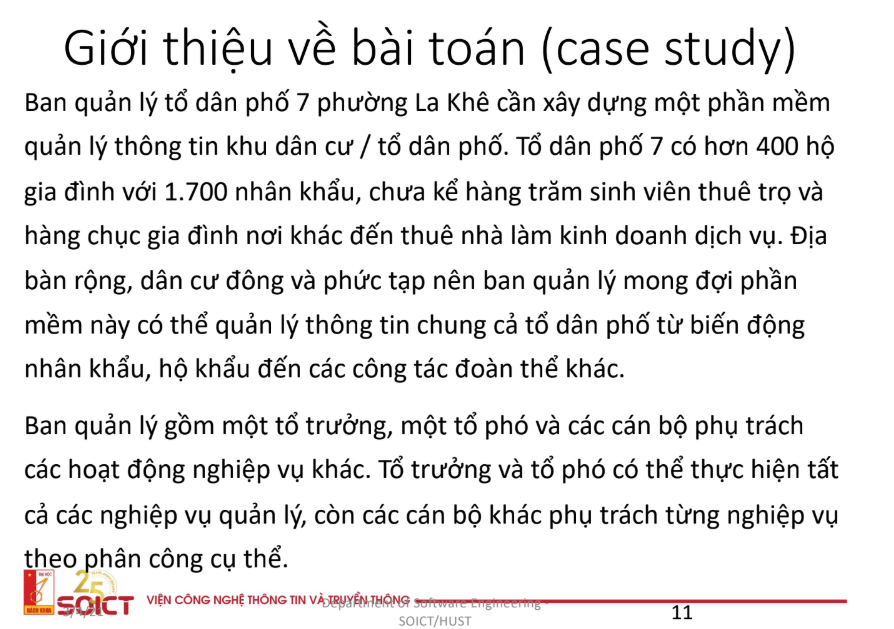 Giới thiệu về bài toán (case study)
Ban quản lý tổ dân phố 7 phường La Khê cần xây dựng một phần mềm
quản lý thông tin khu dân cư / tổ dân phố. Tổ dân phố 7 có hơn 400 hộ
gia đình với 1.700 nhân khẩu, chưa kể hàng trăm sinh viên thuê trọ và
hàng chục gia đình nơi khác đến thuê nhà làm kinh doanh dịch vụ. Địa
bàn rộng, dân cư đông và phức tạp nên ban quản lý mong đợi phần
mềm này có thể quản lý thông tin chung cả tổ dân phố từ biến động
nhân khẩu, hộ khẩu đến các công tác đoàn thể khác.
Ban quản lý gồm một tổ trưởng, một tổ phó và các cán bộ phụ trách
các hoạt động nghiệp vụ khác. Tổ trưởng và tổ phó có thể thực hiện tất
cả các nghiệp vụ quản lý, còn các cán bộ khác phụ trách từng nghiệp vụ
theo phân công cụ thể.
ĐẠI HỌC
BÁCH KHOA
25
SOICT
VIỆN CÔNG NGHỆ THÔNG TIN VÀ TRUYỀN THÔNG
Department of Software Engineering -
SOICT/HUST
11